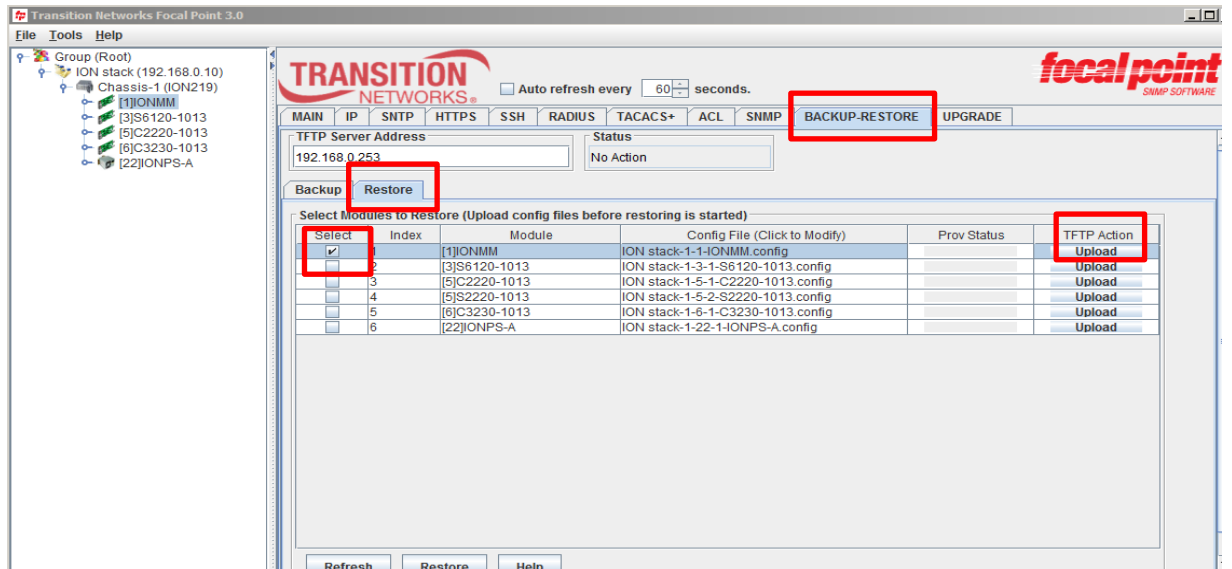 Transition Networks Focal Point 3.0
File Tools Help
Group (Root)
ION stack (192.168.0.10)
Chassis-1 (ION219)
[1]IONMM
[3]S6120-1013
[5]C2220-1013
[6]C3230-1013
[22]IONPS-A
TRANSITION
NETWORKS®
Auto refresh every 60 seconds.
focal point
SNMP SOFTWARE
MAIN IP SNTP HTTPS SSH RADIUS TACACS+ ACL SNMP BACKUP-RESTORE UPGRADE
TFTP Server Address Status
192.168.0.253 No Action
Backup Restore
Select Modules to Restore (Upload config files before restoring is started)
Select Index Module Config File (Click to Modify) Prov Status TFTP Action
1 [1]IONMM ION stack-1-1-IONMM.config Upload
2 [3]S6120-1013 ION stack-1-3-1-S6120-1013.config Upload
3 [5]C2220-1013 ION stack-1-5-1-C2220-1013.config Upload
4 [5]S2220-1013 ION stack-1-5-2-S2220-1013.config Upload
5 [6]C3230-1013 ION stack-1-6-1-C3230-1013.config Upload
6 [22]IONPS-A ION stack-1-22-1-IONPS-A.config Upload
Refresh Restore Help